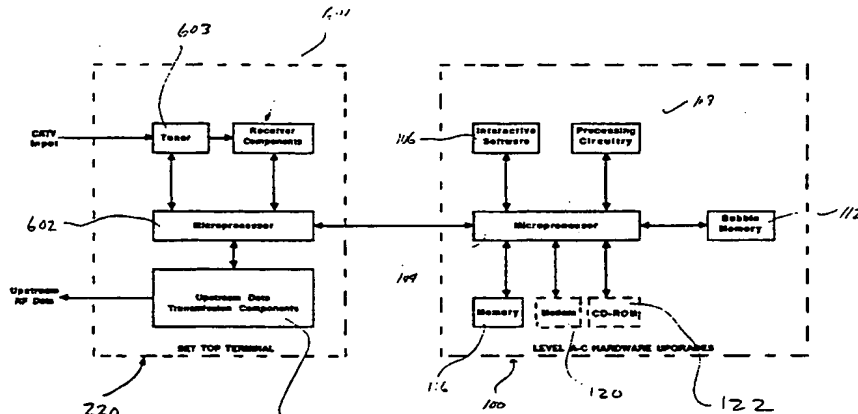 603
CATV
Input
Tuner
Receiver
Components
106
Interactive
Software
Processing
Circuitry
602
Microprocessor
Microprocessor
Bubble
Memory
112
104
Upstream
RF Data
Upstream Data
Transmission Components
Memory
Modem
CD-ROM
SET TOP TERMINAL
LEVEL A-C HARDWARE UPGRADES
220
100
120
122